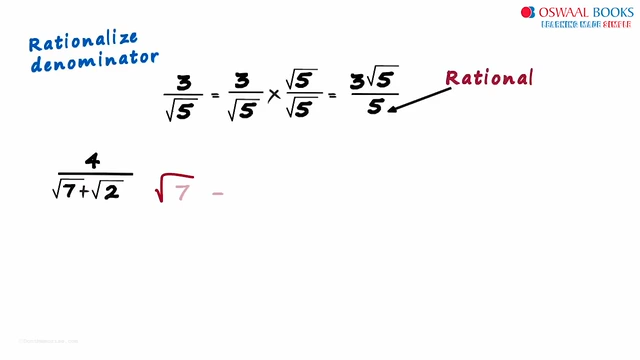 OSWAAL BOOKS
LEARNING MADE SIMPLE
Rationalize
denominator
3/√5 = 3/√5 × √5/√5 = 3√5/5
Rational
4/(√7+√2) √7 -